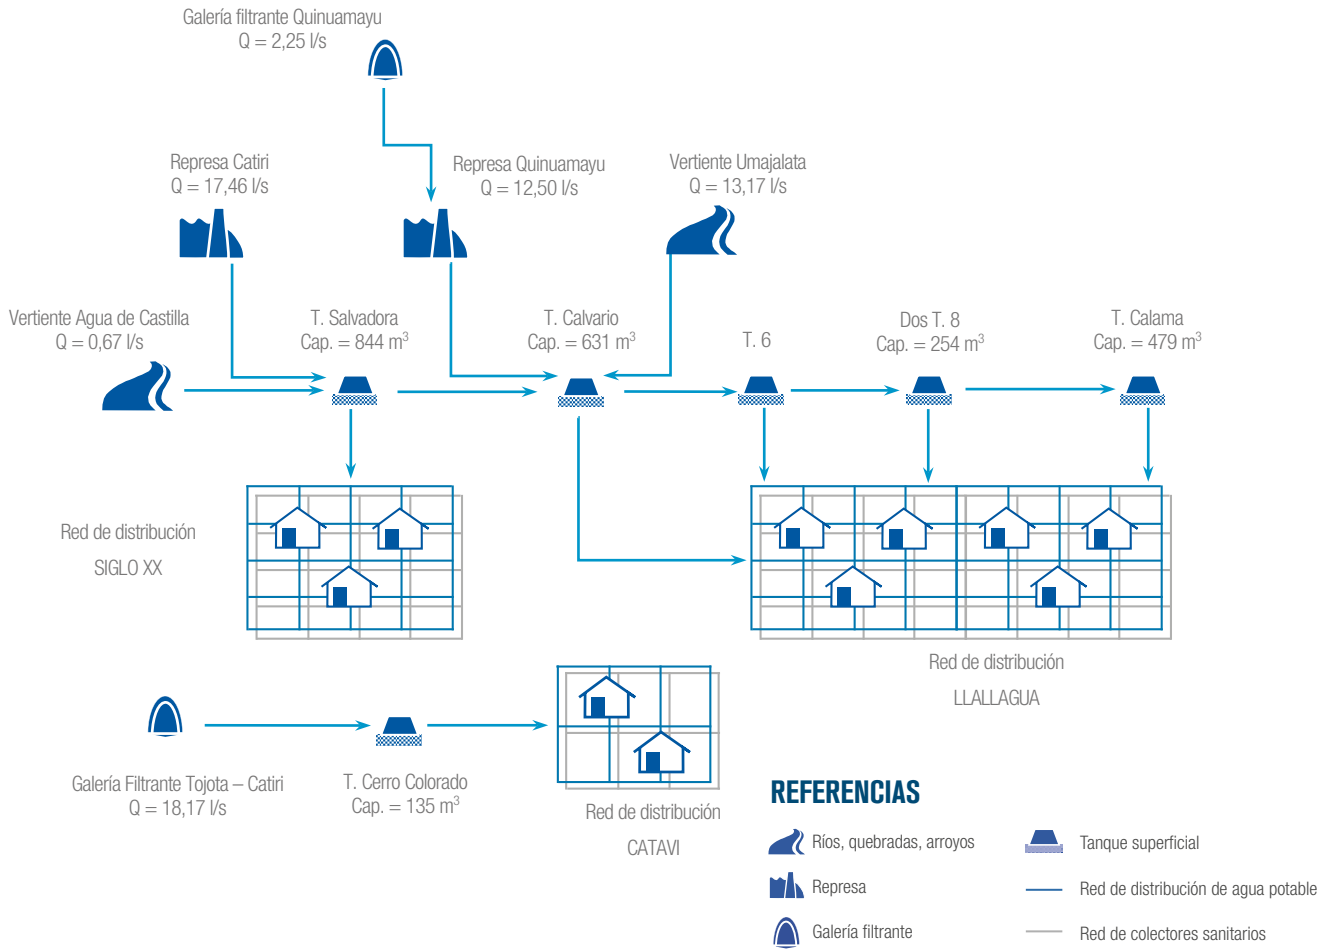 Galería filtrante Quinuamayu
Q = 2,25 l/s
Represa Catiri
Q = 17,46 l/s
Represa Quinuamayu
Q = 12,50 l/s
Vertiente Umajalata
Q = 13,17 l/s
Vertiente Agua de Castilla
Q = 0,67 l/s
T. Salvadora
Cap. = 844 m³
T. Calvario
Cap. = 631 m³
T. 6
Dos T. 8
Cap. = 254 m³
T. Calama
Cap. = 479 m³
Red de distribución
SIGLO XX
Red de distribución
LLALLAGUA
Galería Filtrante Tojota – Catiri
Q = 18,17 l/s
T. Cerro Colorado
Cap. = 135 m³
Red de distribución
CATAVI
REFERENCIAS
Ríos, quebradas, arroyos
Represa
Galería filtrante
Tanque superficial
Red de distribución de agua potable
Red de colectores sanitarios